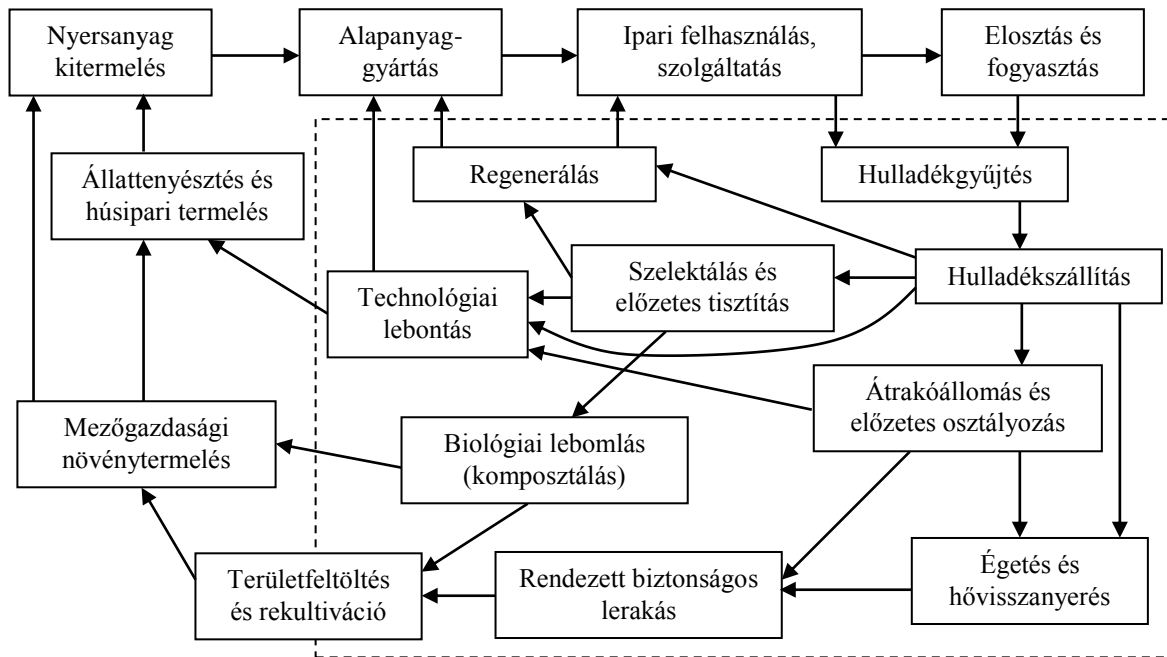 Nyersanyag
kitermelés
Alapanyag-
gyártás
Ipari felhasználás,
szolgáltatás
Elosztás és
fogyasztás
Állattenyésztés és
húsipari termelés
Regenerálás
Hulladékgyűjtés
Technológiai
lebontás
Szelektálás és
előzetes tisztítás
Hulladékszállítás
Mezőgazdasági
növénytermelés
Biológiai lebomlás
(komposztálás)
Átrakóállomás és
előzetes osztályozás
Területfeltöltés
és rekultiváció
Rendezett biztonságos
lerakás
Égetés és
hővisszanyerés